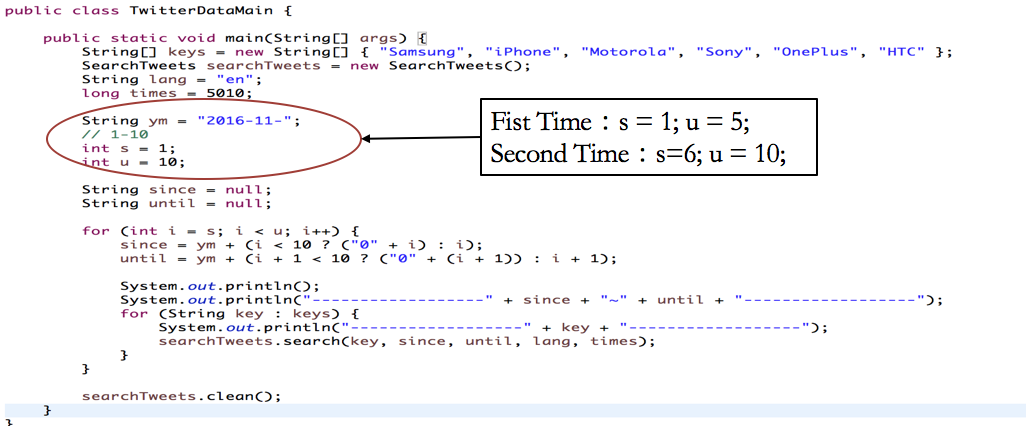 public class TwitterDataMain {
public static void main(String[] args) {
String[] keys = new String[] { "Samsung", "iPhone", "Motorola", "Sony", "OnePlus", "HTC" };
SearchTweets searchTweets = new SearchTweets();
String lang = "en";
long times = 5010;
String ym = "2016-11-";
// 1-10
int s = 1;
int u = 10;
Fist Time : s = 1; u = 5;
Second Time : s=6; u = 10;
String since = null;
String until = null;
for (int i = s; i < u; i++) {
since = ym + (i < 10 ? ("0" + i) : i);
until = ym + (i + 1 < 10 ? ("0" + (i + 1)) : i + 1);
System.out.println();
System.out.println("------------------" + since + "~" + until + "------------------");
for (String key : keys) {
System.out.println("------------------" + key + "------------------");
searchTweets.search(key, since, until, lang, times);
}
}
searchTweets.clean();
}
}